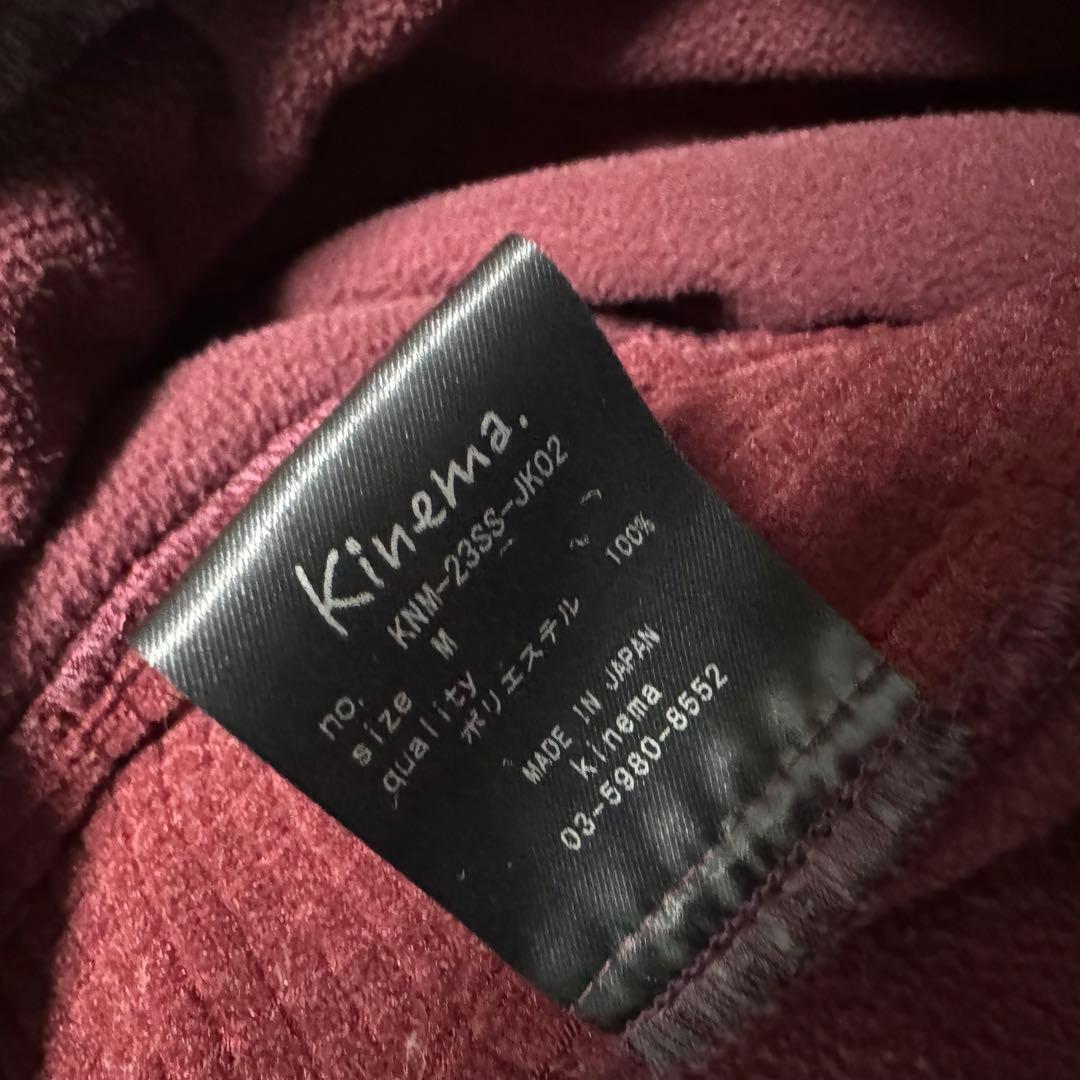 Kinema.
no. KNM-23SS-JK02
size M
quality
ポリエステル 100%
MADE IN JAPAN
kinema
03-5980-8552